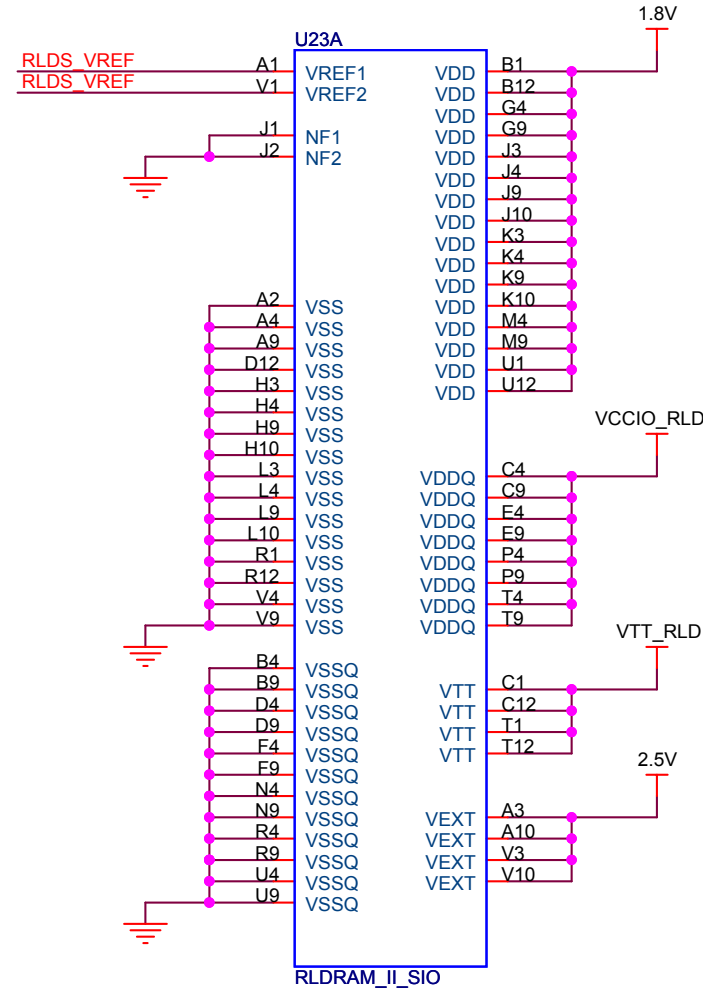 1.8V
U23A
RLDS_VREF A1 VREF1 VDD B1
RLDS_VREF V1 VREF2 VDD B12
VDD G4
J1 NF1 VDD G9
J2 NF2 VDD J3
VDD J4
VDD J9
VDD J10
VDD K3
VDD K4
VDD K9
A2 VSS VDD K10
A4 VSS VDD M4
A9 VSS VDD M9
D12 VSS VDD U1
H3 VSS VDD U12
H4 VSS
VCCIO_RLD
H9 VSS
H10 VSS
L3 VSS VDDQ C4
L4 VSS VDDQ C9
L9 VSS VDDQ E4
L10 VSS VDDQ E9
R1 VSS VDDQ P4
R12 VSS VDDQ P9
V4 VSS VDDQ T4
V9 VSS VDDQ T9
VTT_RLD
B4 VSSQ
B9 VSSQ VTT C1
D4 VSSQ VTT C12
D9 VSSQ VTT T1
F4 VSSQ VTT T12
2.5V
F9 VSSQ
N4 VSSQ
N9 VSSQ VEXT A3
R4 VSSQ VEXT A10
R9 VSSQ VEXT V3
U4 VSSQ VEXT V10
U9 VSSQ
RLDRAM_II_SIO